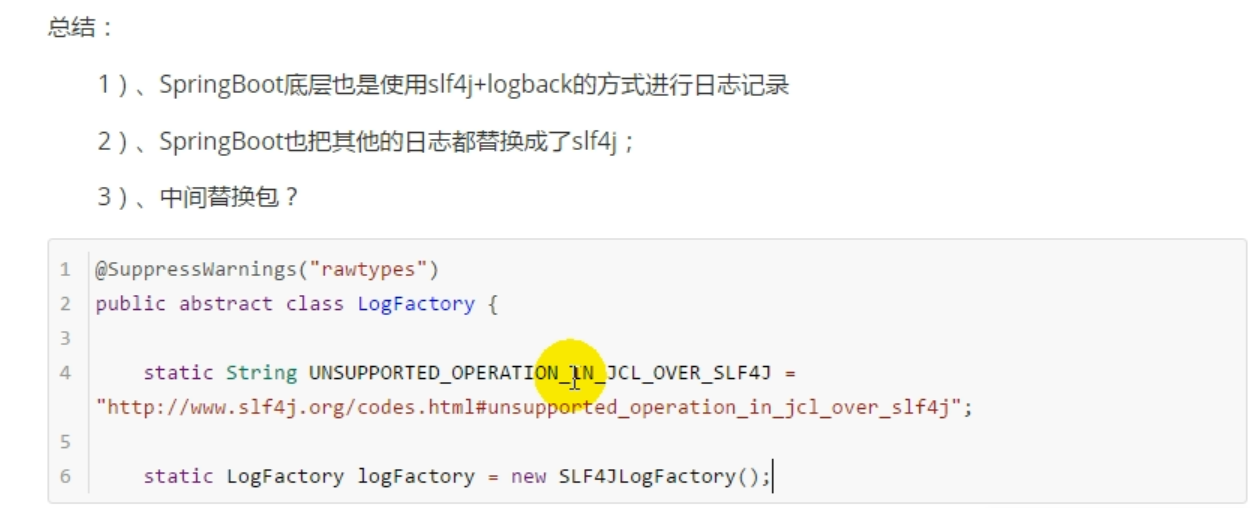 总结：
1）、SpringBoot底层也是使用slf4j+logback的方式进行日志记录
2）、SpringBoot也把其他的日志都替换成了slf4j；
3）、中间替换包？
1 @SuppressWarnings("rawtypes")
2 public abstract class LogFactory {
3
4     static String UNSUPPORTED_OPERATION_IN_JCL_OVER_SLF4J =
"http://www.slf4j.org/codes.html#unsupported_operation_in_jcl_over_slf4j";
5
6     static LogFactory logFactory = new SLF4JLogFactory();